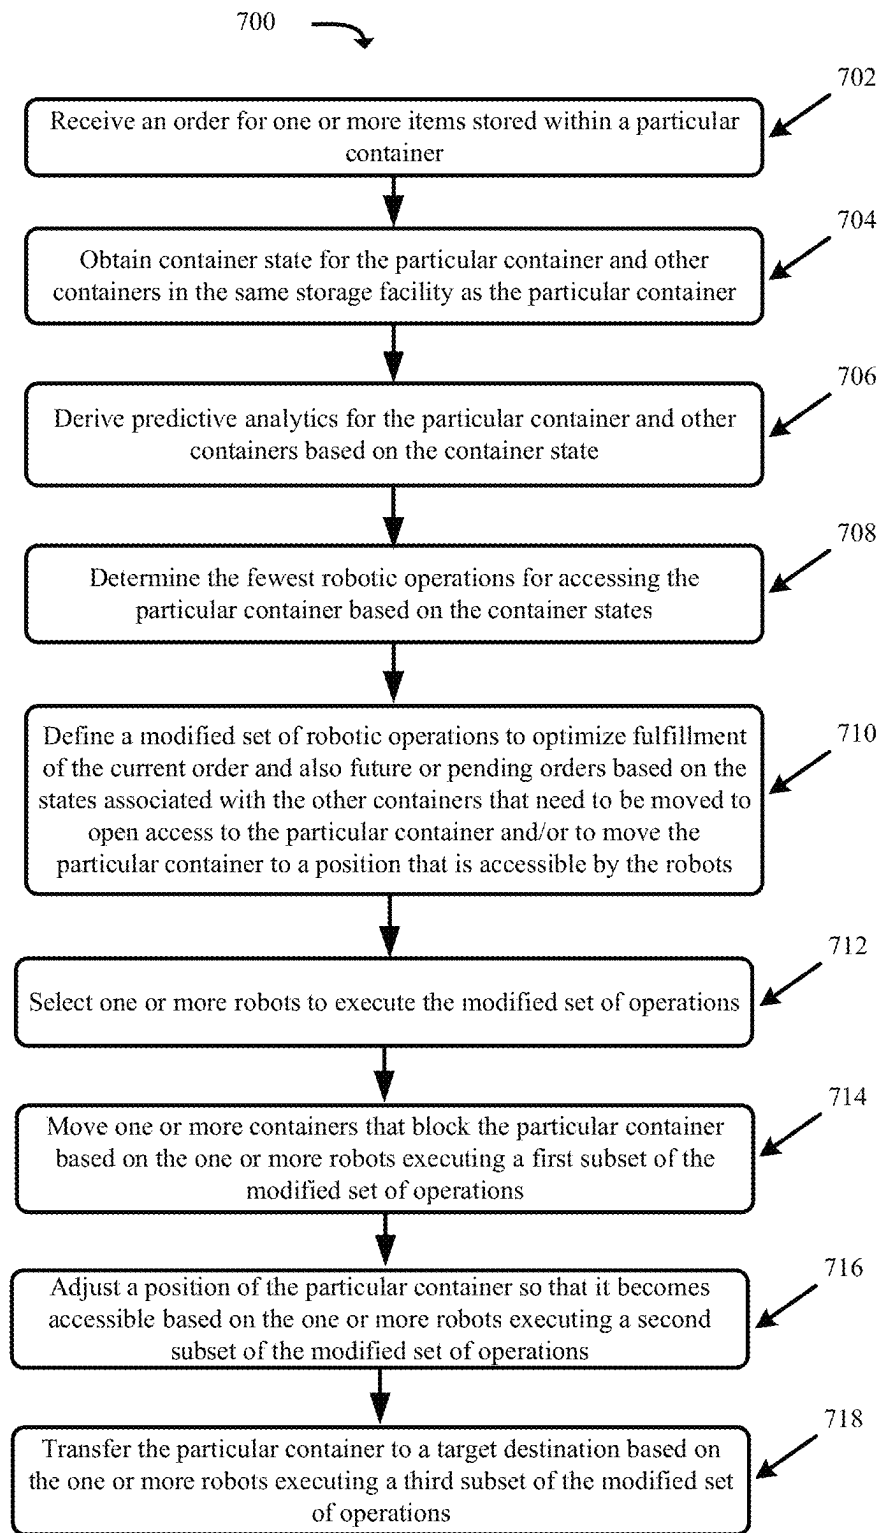 700
702
Receive an order for one or more items stored within a particular
container
704
Obtain container state for the particular container and other
containers in the same storage facility as the particular container
706
Derive predictive analytics for the particular container and other
containers based on the container state
708
Determine the fewest robotic operations for accessing the
particular container based on the container states
710
Define a modified set of robotic operations to optimize fulfillment
of the current order and also future or pending orders based on the
states associated with the other containers that need to be moved to
open access to the particular container and/or to move the
particular container to a position that is accessible by the robots
712
Select one or more robots to execute the modified set of operations
714
Move one or more containers that block the particular container
based on the one or more robots executing a first subset of the
modified set of operations
716
Adjust a position of the particular container so that it becomes
accessible based on the one or more robots executing a second
subset of the modified set of operations
718
Transfer the particular container to a target destination based on
the one or more robots executing a third subset of the modified set
of operations